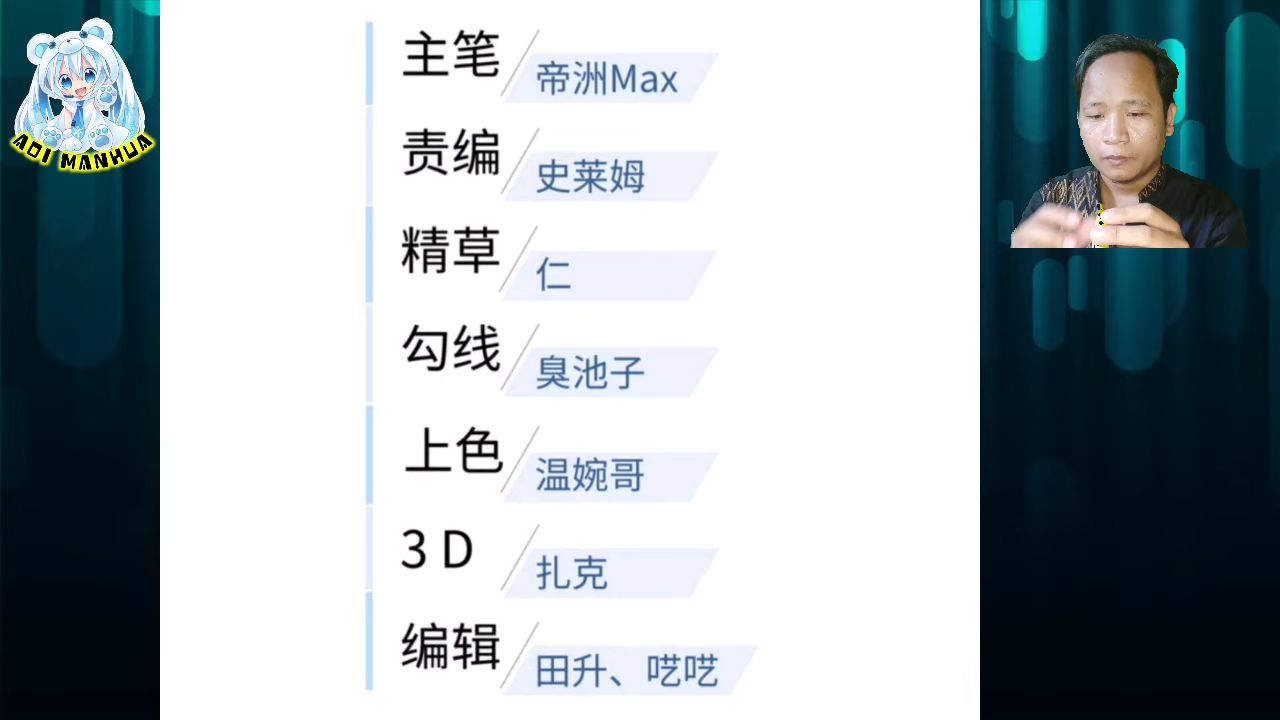 AOI MANHUA
主笔
帝洲Max
责编
史莱姆
精草
仁
勾线
臭池子
上色
温婉哥
3D
扎克
编辑
田升、呓呓